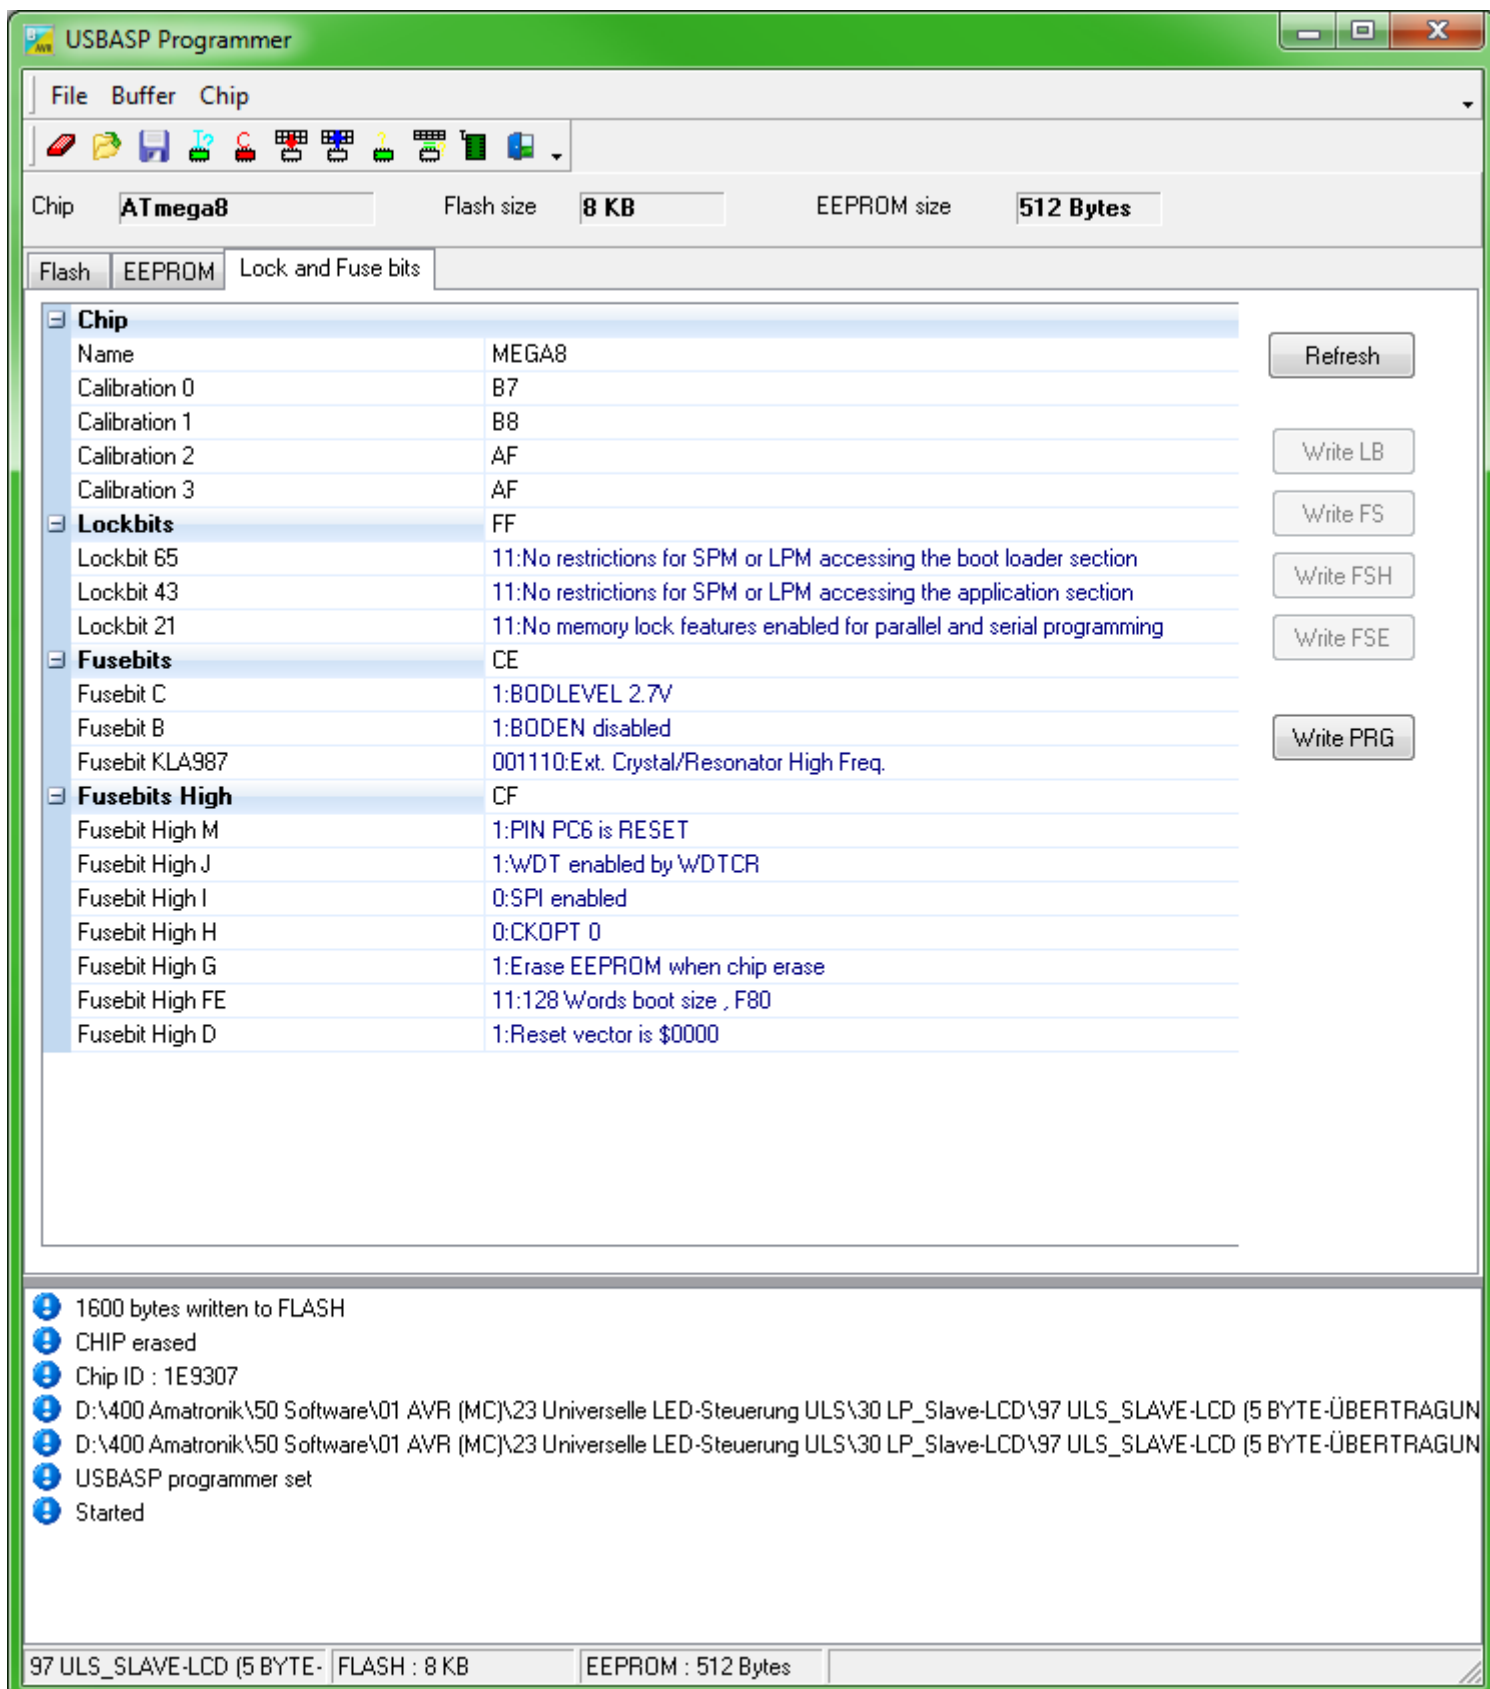 USBASP Programmer
File Buffer Chip
Chip ATmega8 Flash size 8 KB EEPROM size 512 Bytes
Flash EEPROM Lock and Fuse bits
Chip
Name MEGA8
Refresh
Calibration 0 B7
Calibration 1 B8
Calibration 2 AF
Write LB
Calibration 3 AF
Lockbits FF
Write FS
Lockbit 65 11:No restrictions for SPM or LPM accessing the boot loader section
Lockbit 43 11:No restrictions for SPM or LPM accessing the application section
Write FSH
Lockbit 21 11:No memory lock features enabled for parallel and serial programming
Write FSE
Fusebits CE
Fusebit C 1:BODLEVEL 2.7V
Fusebit B 1:BODEN disabled
Write PRG
Fusebit KLA987 001110:Ext. Crystal/Resonator High Freq.
Fusebits High CF
Fusebit High M 1:PIN PC6 is RESET
Fusebit High J 1:WDT enabled by WDTCR
Fusebit High I 0:SPI enabled
Fusebit High H 0:CKOPT 0
Fusebit High G 1:Erase EEPROM when chip erase
Fusebit High FE 11:128 Words boot size , F80
Fusebit High D 1:Reset vector is $0000
1600 bytes written to FLASH
CHIP erased
Chip ID : 1E9307
D:\400 Amatronik\50 Software\01 AVR (MC)\23 Universelle LED-Steuerung ULS\30 LP_Slave-LCD\97 ULS_SLAVE-LCD (5 BYTE-ÜBERTRAGUN
D:\400 Amatronik\50 Software\01 AVR (MC)\23 Universelle LED-Steuerung ULS\30 LP_Slave-LCD\97 ULS_SLAVE-LCD (5 BYTE-ÜBERTRAGUN
USBASP programmer set
Started
97 ULS_SLAVE-LCD (5 BYTE- FLASH : 8 KB EEPROM : 512 Bytes